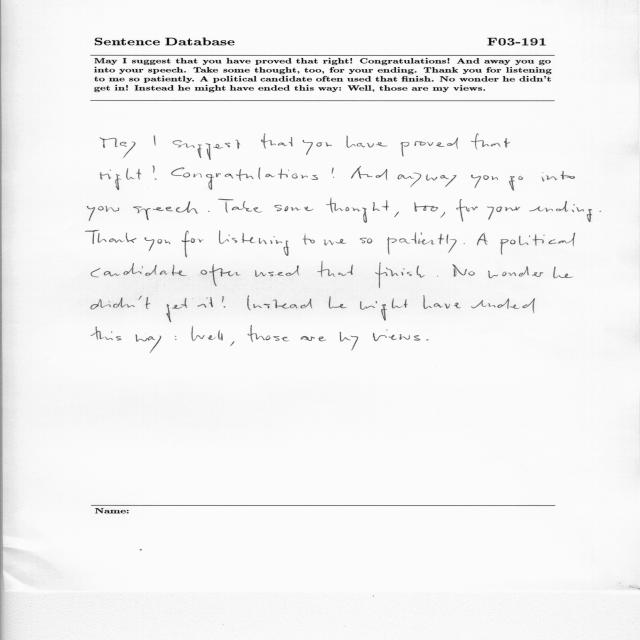 Sentence Database F03-191
May I suggest that you have proved that right! Congratulations! And away you go
into your speech. Take some thought, too, for your ending. Thank you for listening
to me so patiently. A political candidate often used that finish. No wonder he didn't
get in! Instead he might have ended this way: Well, those are my views.
May I suggest that you have proved that
right! Congratulations! And anyway you go into
your speech. Take some thought, too, for your ending.
Thank you for listening to me so patiently. A political
candidate often used that finish. No wonder he
didn't get it! Instead he might have ended
this way: Well, those are my views.
Name: